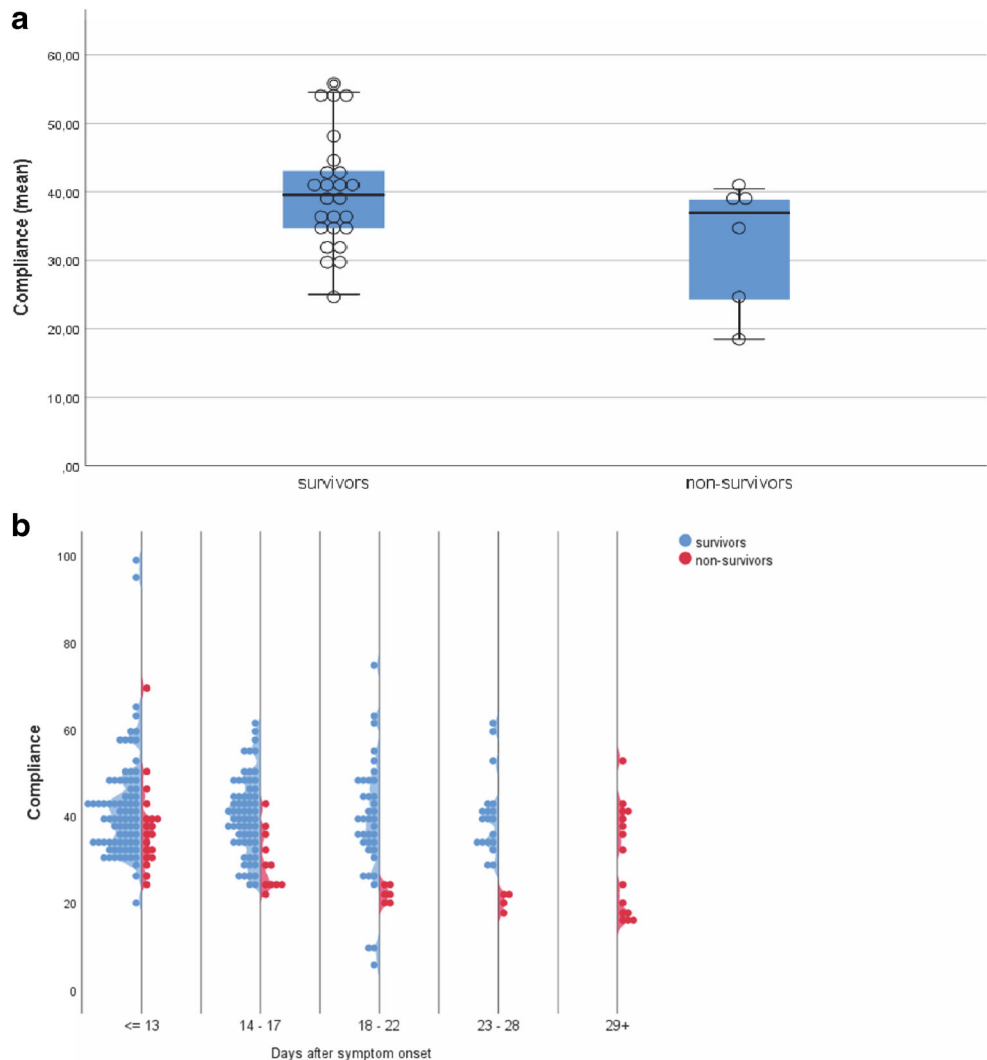 a
60,00
50,00
40,00
30,00
20,00
10,00
,00
Compliance (mean)
survivors non-survivors
b
survivors
non-survivors
100
80
60
40
20
0
Compliance
<= 13 14 - 17 18 - 22 23 - 28 29+
Days after symptom onset